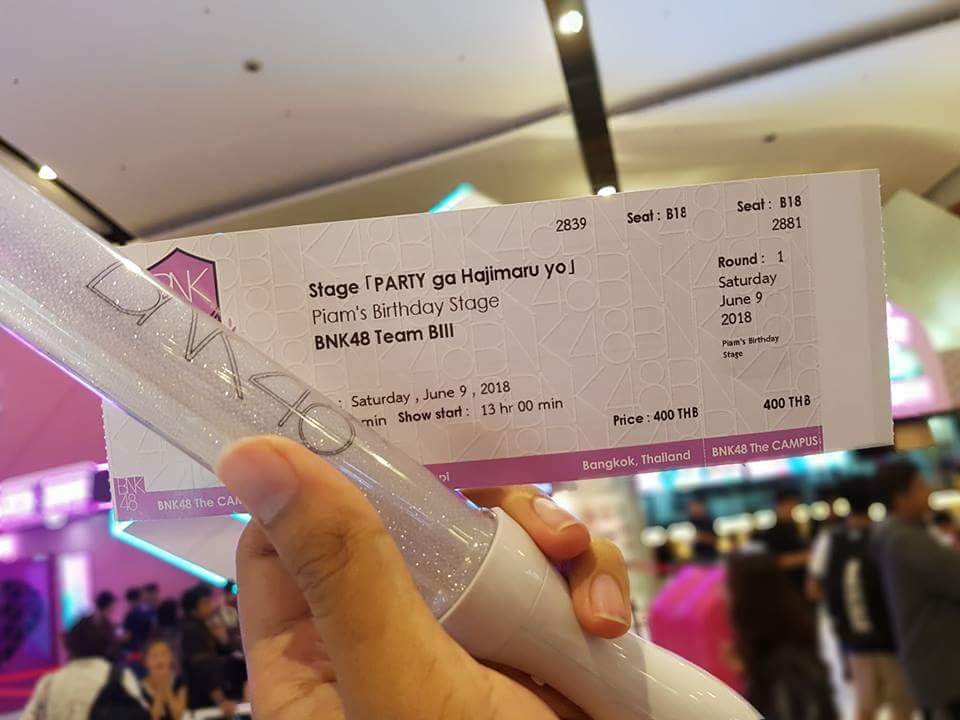 2839
Seat : B18
Seat : B18
2881
BNK
Stage「PARTY ga Hajimaru yo」
Piam's Birthday Stage
BNK48 Team BIII
: Saturday , June 9 , 2018
min Show start : 13 hr 00 min
Price : 400 THB
Round : 1
Saturday
June 9
2018
Piam's Birthday
Stage
400 THB
BNK
48
BNK48 The CAM
Bangkok, Thailand
BNK48 The CAMPUS
BNK48